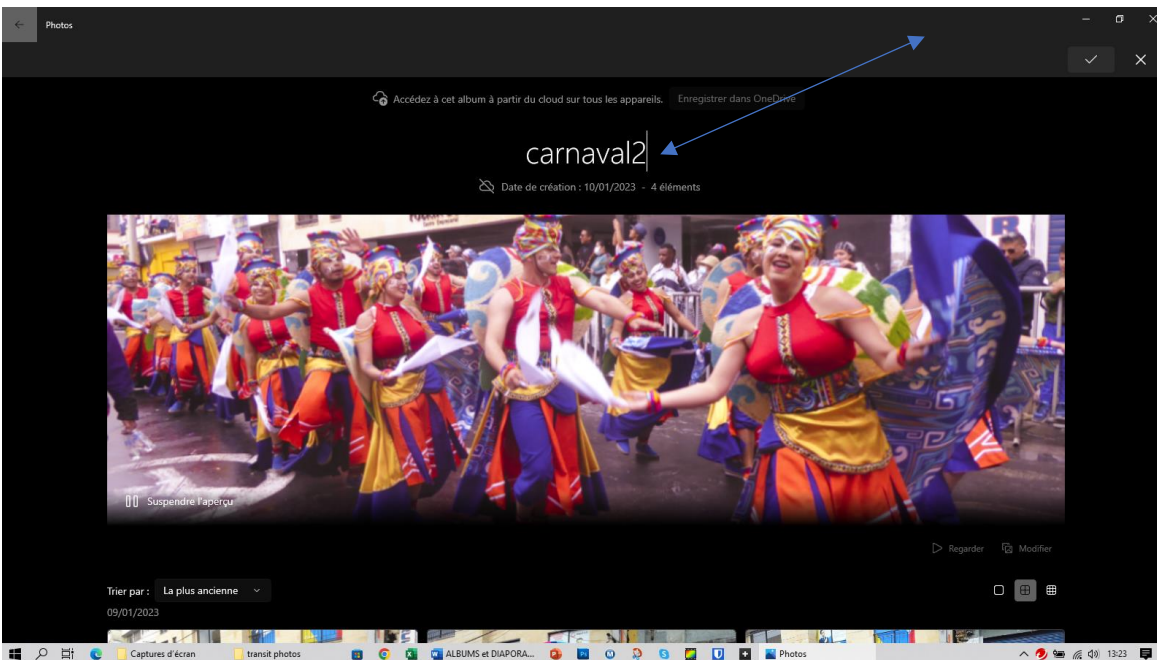 Photos
Accédez à cet album à partir du cloud sur tous les appareils. Enregistrer dans OneDrive
carnaval2
Date de création : 10/01/2023 - 4 éléments
Suspendre l'aperçu
Regarder Modifier
Trier par : La plus ancienne
09/01/2023
Captures d'écran transit photos ALBUMS et DIAPORA... Photos 13:23